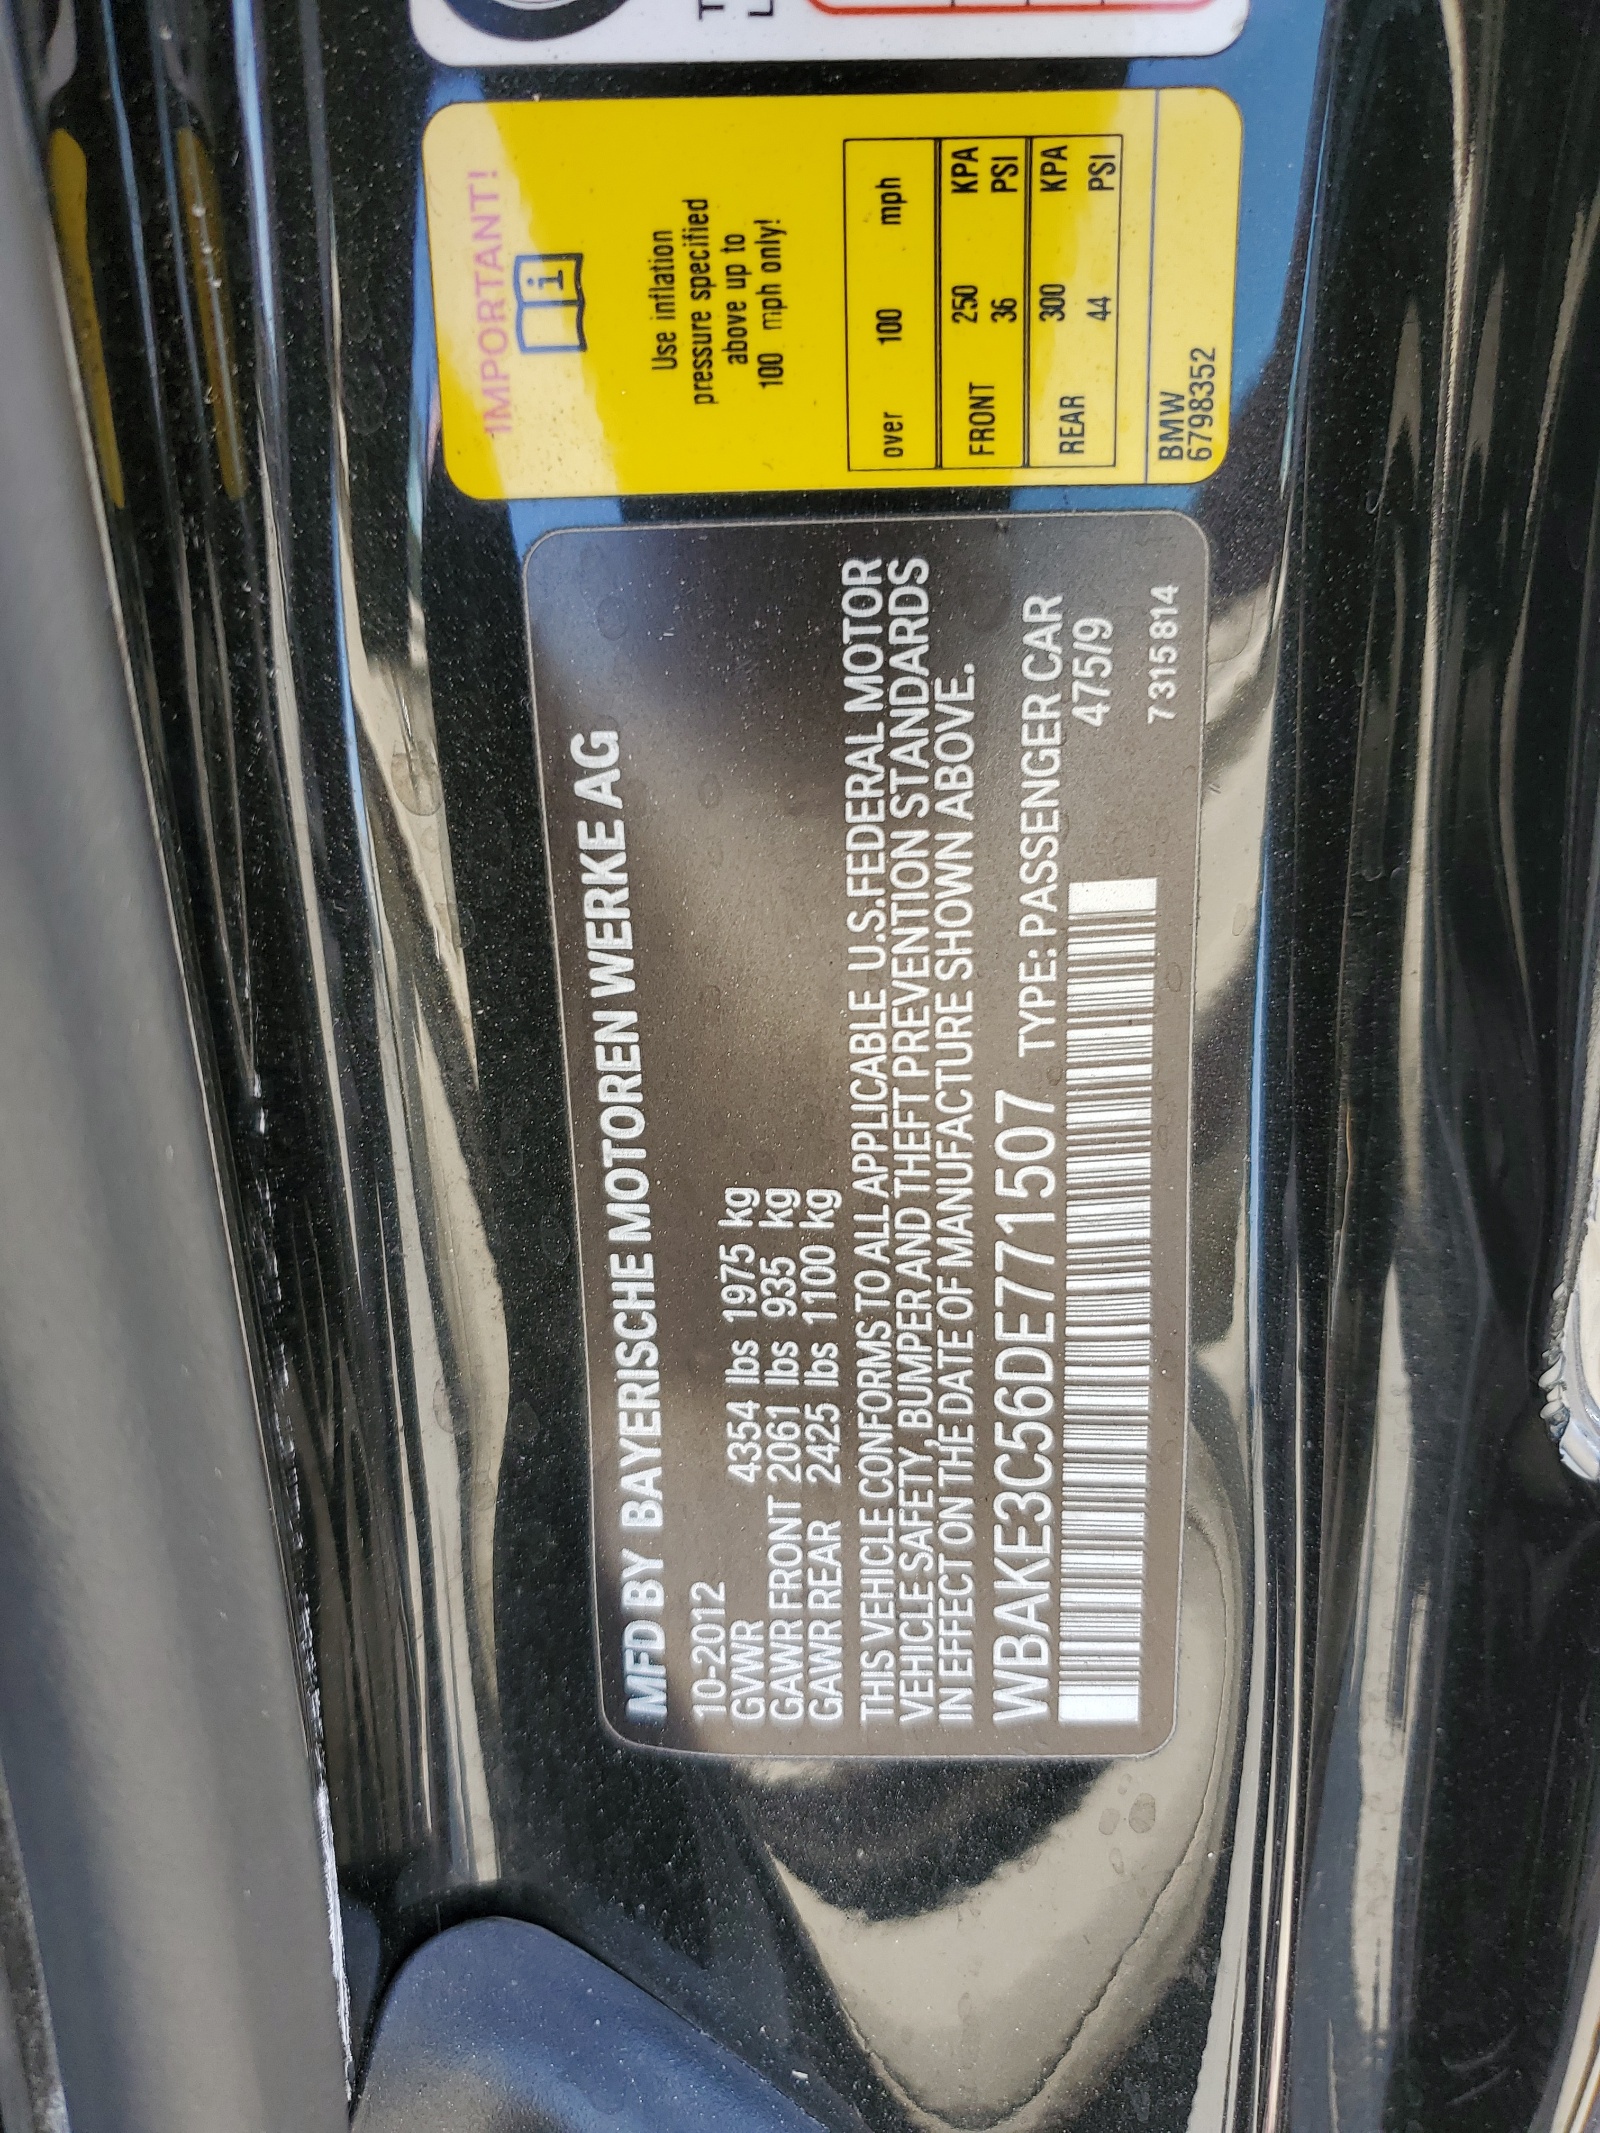 MFD BY BAYERISCHE MOTOREN WERKE AG
10-2012
GVWR 4354 lbs 1975 kg
GAWR FRONT 2061 lbs 935 kg
GAWR REAR 2425 lbs 1100 kg
THIS VEHICLE CONFORMS TO ALL APPLICABLE U.S.FEDERAL MOTOR
VEHICLE SAFETY, BUMPER AND THEFT PREVENTION STANDARDS
IN EFFECT ON THE DATE OF MANUFACTURE SHOWN ABOVE.
WBAKE3C56DE771507 TYPE: PASSENGER CAR
475/9
7315814
IMPORTANT!
i
Use inflation
pressure specified
above up to
100 mph only!
over 100 mph
FRONT 250 KPA
36 PSI
REAR 300 KPA
44 PSI
BMW
6798352